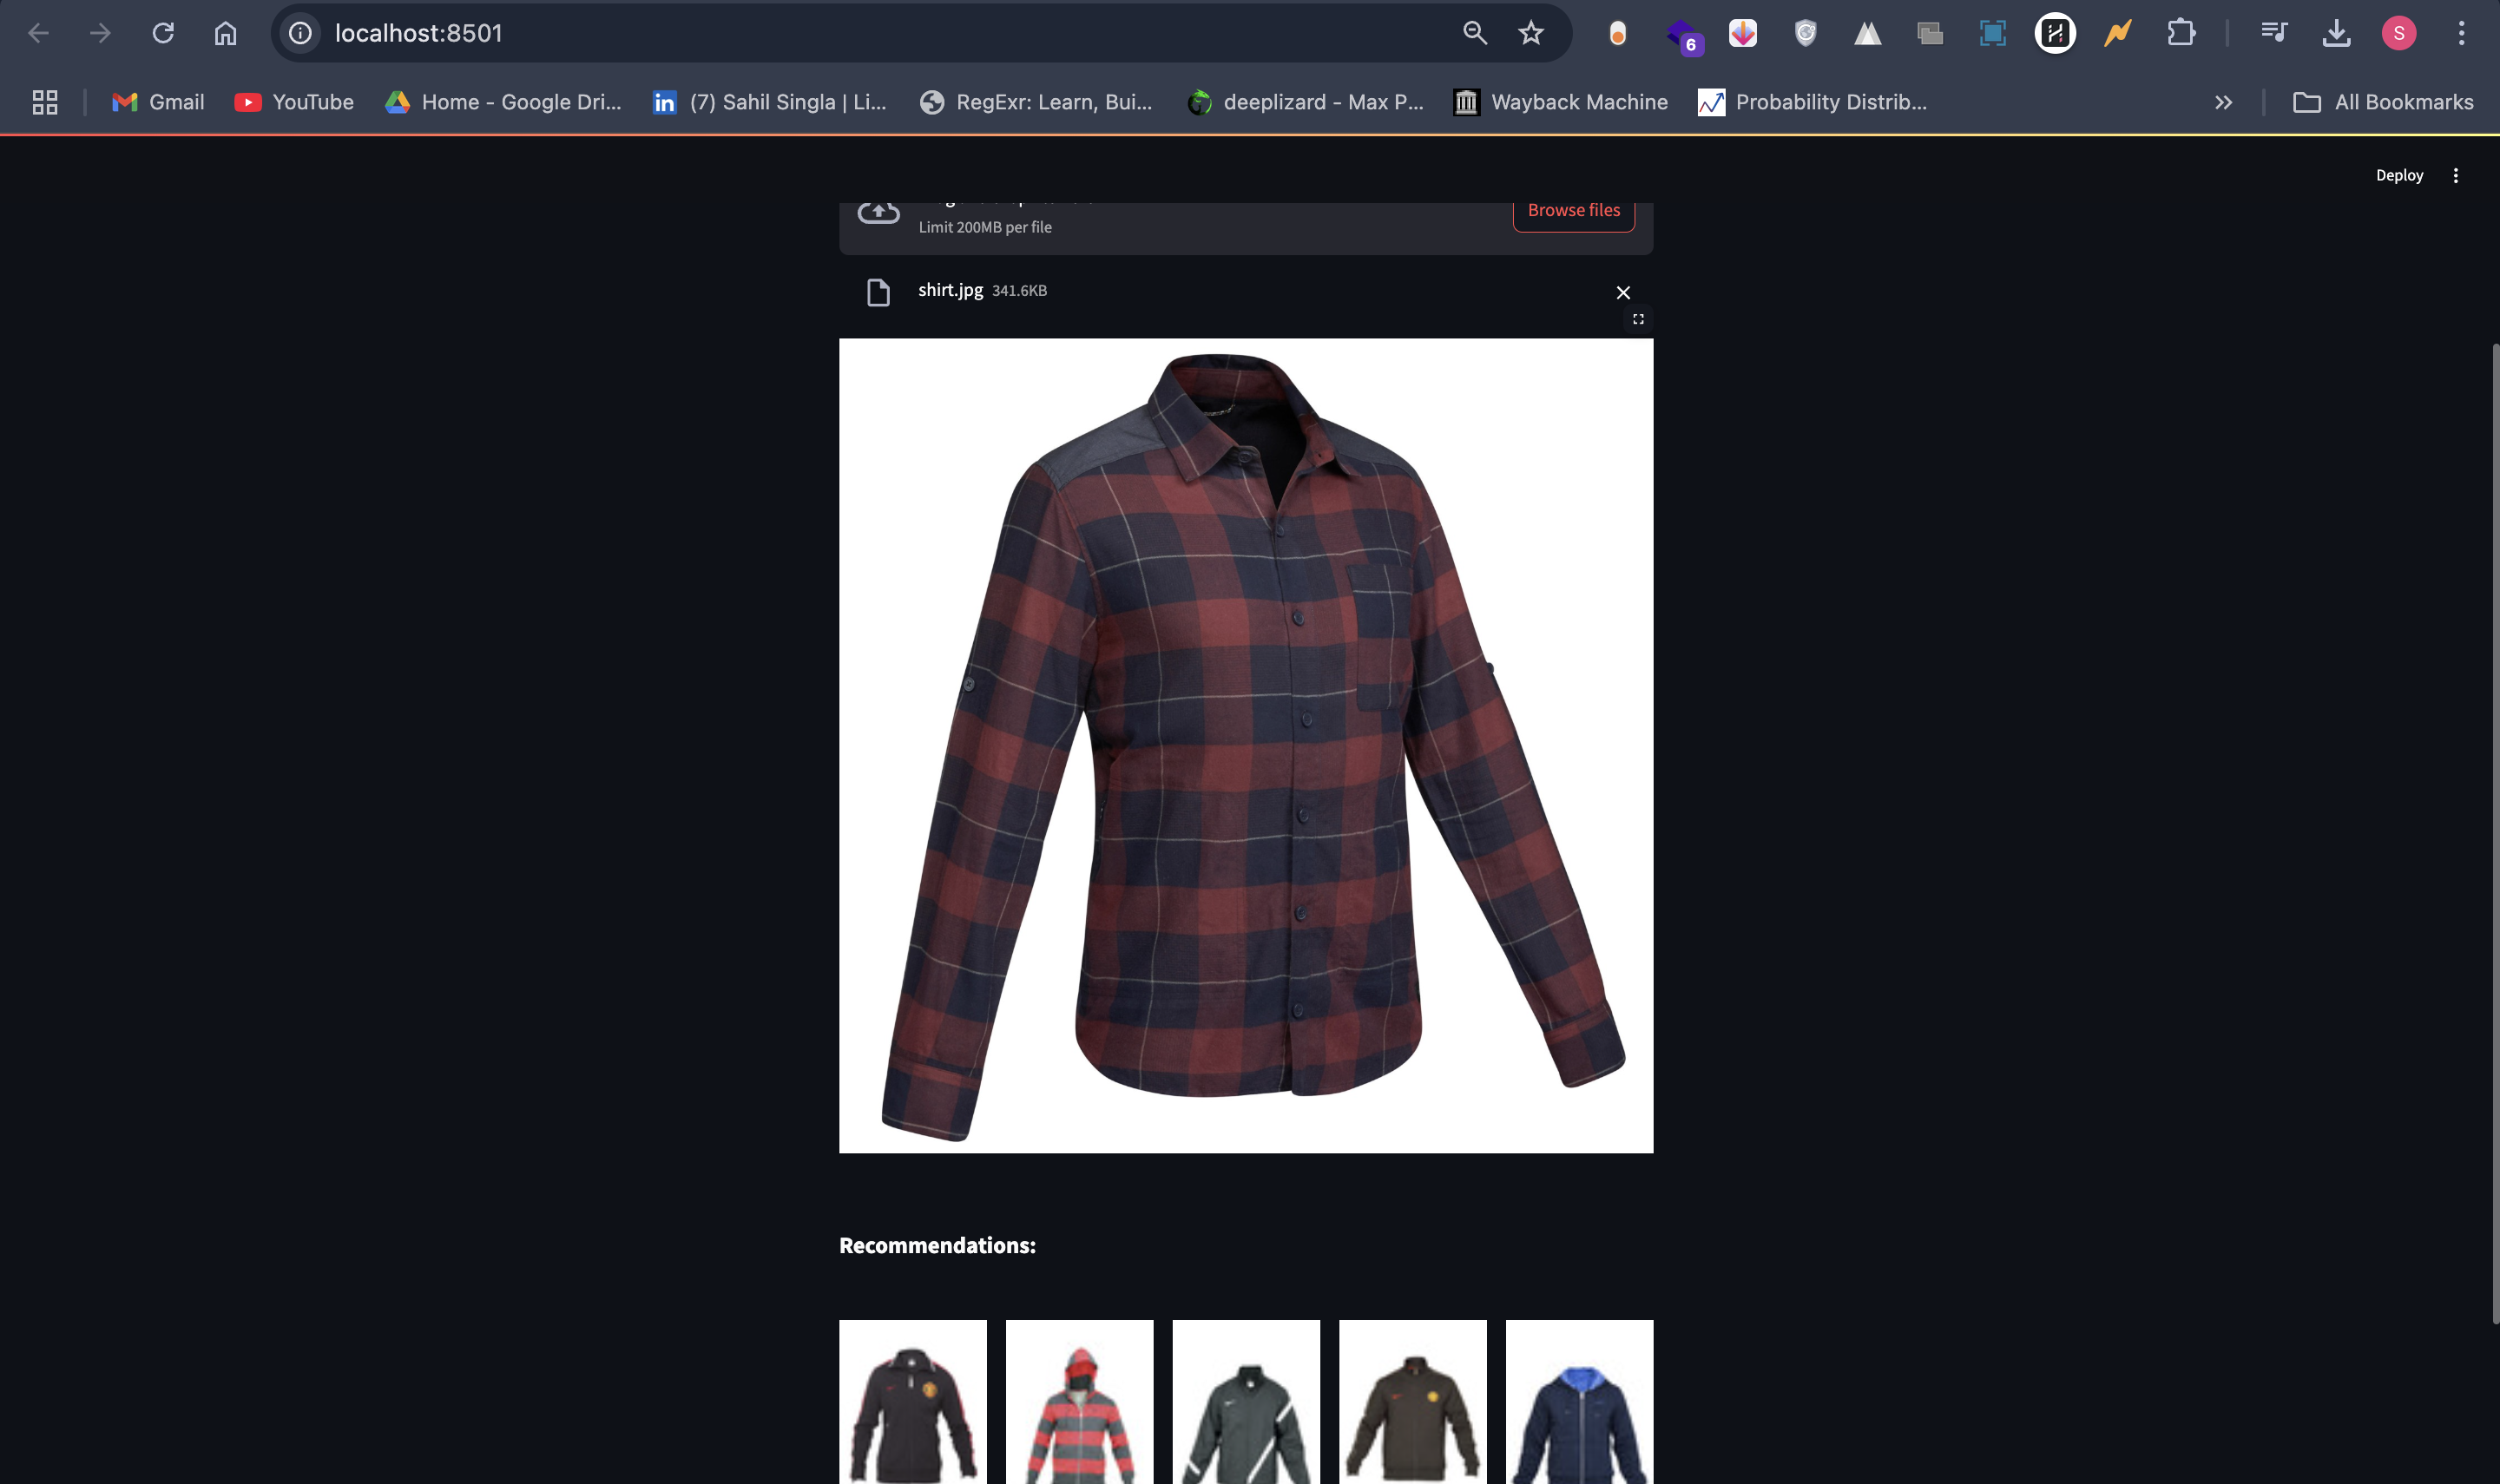 localhost:8501
6
S
Gmail
YouTube
Home - Google Dri...
in
(7) Sahil Singla | Li...
RegExr: Learn, Bui...
deeplizard - Max P...
Wayback Machine
Probability Distrib...
All Bookmarks
Deploy
Limit 200MB per file
Browse files
shirt.jpg 341.6KB
Recommendations: